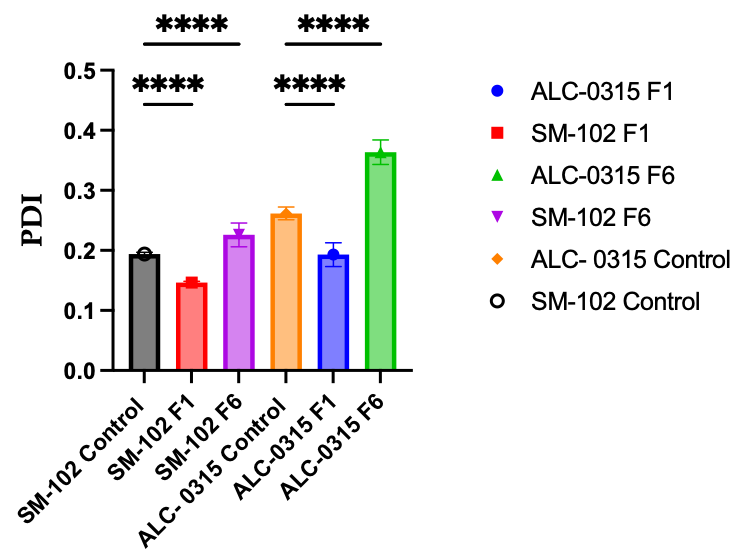 **** ****
**** ****
0.5
0.4
0.3
0.2
0.1
0.0
PDI
SM-102 Control
SM-102 F1
SM-102 F6
ALC- 0315 Control
ALC-0315 F1
ALC-0315 F6
ALC-0315 F1
SM-102 F1
ALC-0315 F6
SM-102 F6
ALC- 0315 Control
SM-102 Control